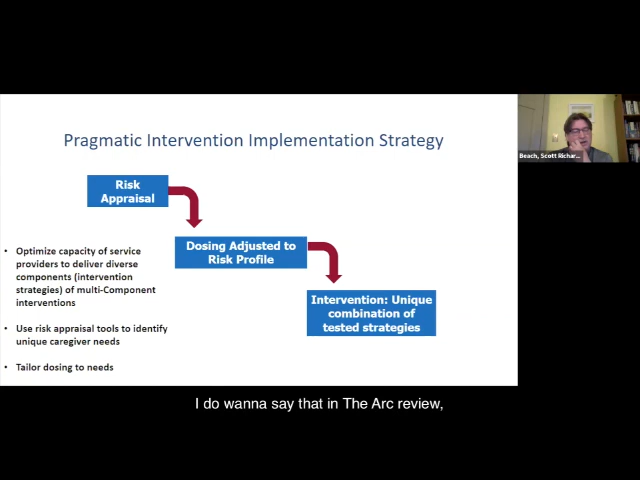 Pragmatic Intervention Implementation Strategy
Risk
Appraisal
Dosing Adjusted to
Risk Profile
Intervention: Unique
combination of
tested strategies
• Optimize capacity of service
providers to deliver diverse
components (intervention
strategies) of multi-Component
interventions
• Use risk appraisal tools to identify
unique caregiver needs
• Tailor dosing to needs
Beach, Scott Richar...
I do wanna say that in The Arc review,